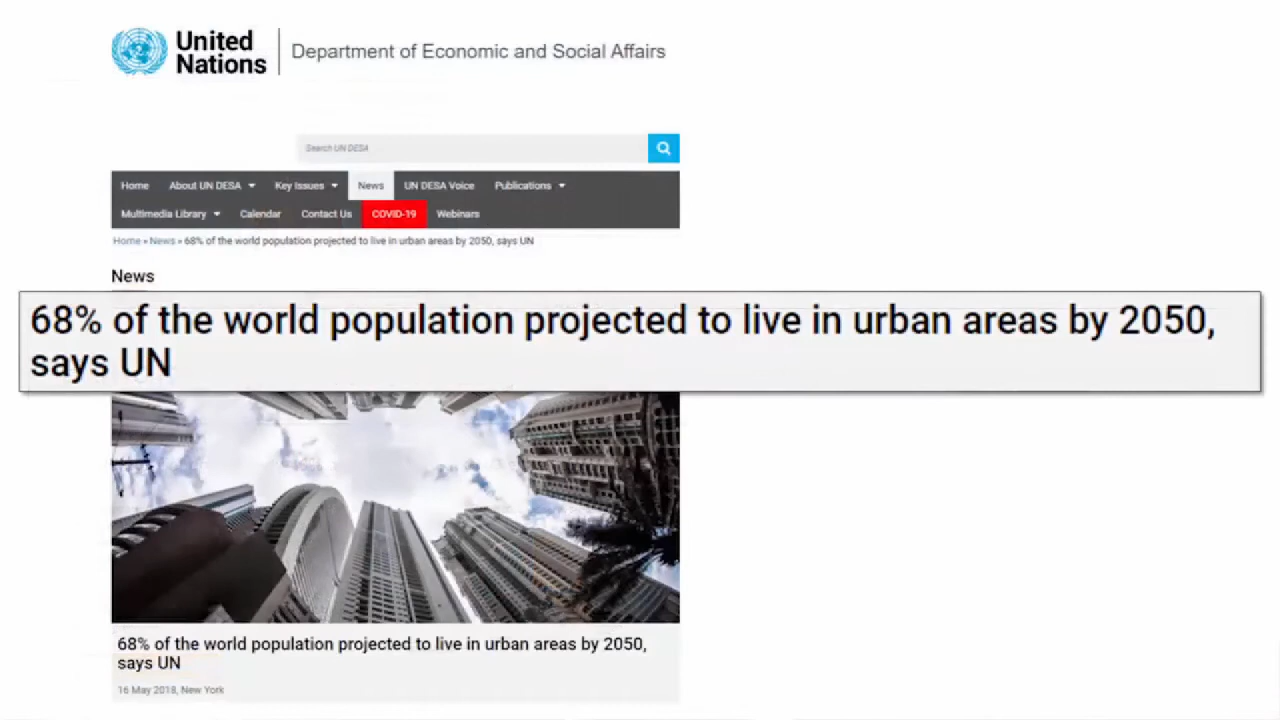 United
Nations
Department of Economic and Social Affairs
Search UN DESA
Home About UN DESA Key Issues News UN DESA Voice Publications
Multimedia Library Calendar Contact Us COVID-19 Webinars
Home » News » 68% of the world population projected to live in urban areas by 2050, says UN
News
68% of the world population projected to live in urban areas by 2050,
says UN
68% of the world population projected to live in urban areas by 2050,
says UN
16 May 2018, New York